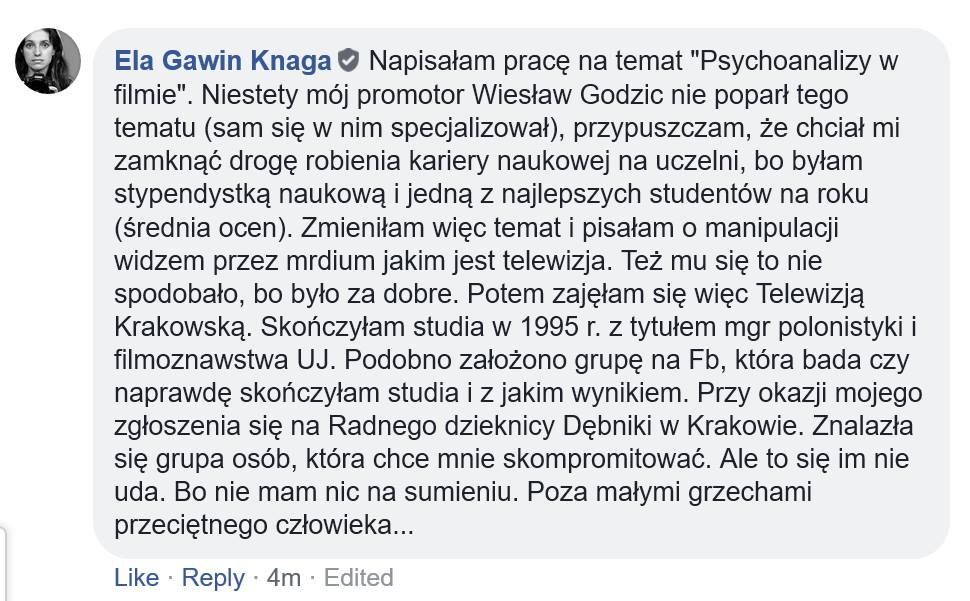 Ela Gawin Knaga Napisałam pracę na temat "Psychoanalizy w
filmie". Niestety mój promotor Wiesław Godzic nie poparł tego
tematu (sam się w nim specjalizował), przypuszczam, że chciał mi
zamknąć drogę robienia kariery naukowej na uczelni, bo byłam
stypendystką naukową i jedną z najlepszych studentów na roku
(średnia ocen). Zmieniłam więc temat i pisałam o manipulacji
widzem przez mrdium jakim jest telewizja. Też mu się to nie
spodobało, bo było za dobre. Potem zajęłam się więc Telewizją
Krakowską. Skończyłam studia w 1995 r. z tytułem mgr polonistyki i
filmoznawstwa UJ. Podobno założono grupę na Fb, która bada czy
naprawdę skończyłam studia i z jakim wynikiem. Przy okazji mojego
zgłoszenia się na Radnego dzieknicy Dębniki w Krakowie. Znalazła
się grupa osób, która chce mnie skompromitować. Ale to się im nie
uda. Bo nie mam nic na sumieniu. Poza małymi grzechami
przeciętnego człowieka...
Like · Reply · 4m · Edited